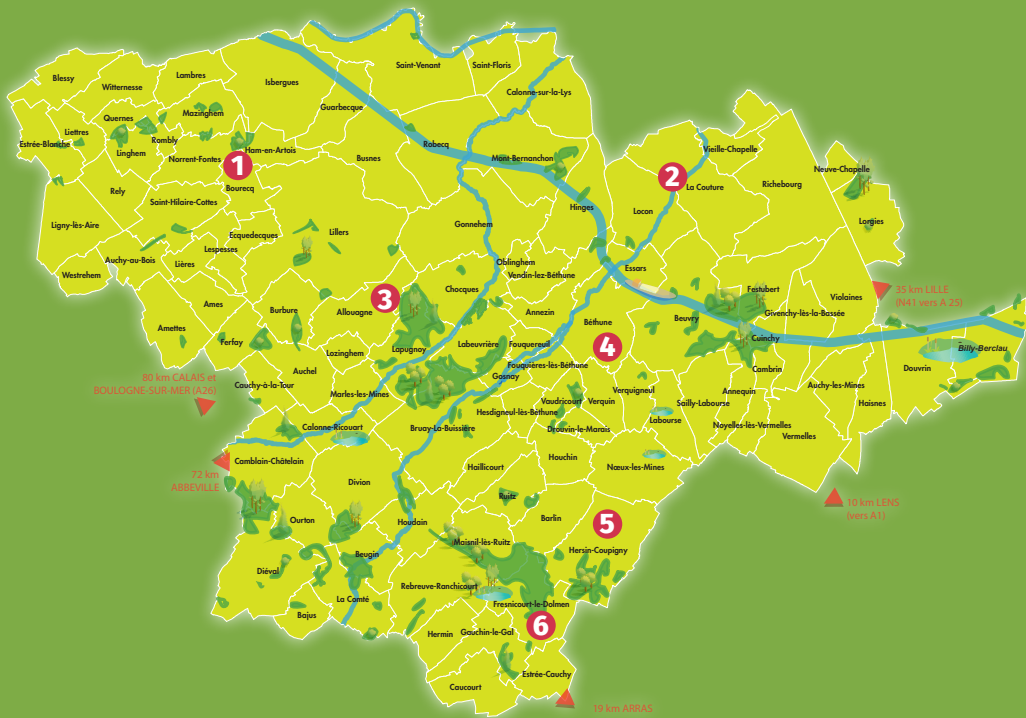 Saint-Venant
Saint-Floris
Blessy
Lambres
Witternesse
Isbergues
Calonne-sur-la-Lys
Guarbecque
Mazinghem
Quernes
Liettres
Rombly
Estrée-Blanche
Linghem
Ham-en-Artois
Robecq
Vieille-Chapelle
Norrent-Fontes
1
Busnes
Mont-Bernanchon
Neuve-Chapelle
2
Richebourg
La Couture
Rely
Bourecq
Saint-Hilaire-Cottes
Hinges
Locon
Lorgies
Ligny-lès-Aire
Gonnehem
Ecquedecques
Lillers
Lespesses
Auchy-au-Bois
Lières
Oblinghem
Essars
Westrehem
Vendin-lez-Béthune
Chocques
Festubert
35 km LILLE
(N41 vers A 25)
Violaines
3
Ames
Burbure
Allouagne
Annezin
Givenchy-lès-la-Bassée
Béthune
Beuvry
Amettes
Ferfay
Cuinchy
Labeuvrière
Fouquereuil
4
Billy-Berclau
Lozinghem
Lapugnoy
Fouquières-lès-Béthune
Douvrin
Auchel
Gosnay
Cambrin
80 km CALAIS et
BOULOGNE-SUR-MER (A26)
Cauchy-à-la-Tour
Marles-les-Mines
Verquigneul
Annequin
Auchy-les-Mines
Vaudricourt
Verquin
Sailly-Labourse
Haisnes
Hesdigneul-lès-Béthune
Labourse
Calonne-Ricouart
Bruay-La-Buissière
Drouvin-le-Marais
Noyelles-lès-Vermelles
Vermelles
Camblain-Châtelain
Houchin
Haillicourt
Nœux-les-Mines
72 km
ABBEVILLE
Divion
Ruitz
10 km LENS
(vers A1)
Ourton
Houdain
Barlin
5
Maisnil-lès-Ruitz
Hersin-Coupigny
Beugin
Diéval
Rebreuve-Ranchicourt
La Comté
Fresnicourt-le-Dolmen
Bajus
6
Hermin
Gauchin-le-Gal
Estrée-Cauchy
Caucourt
19 km ARRAS